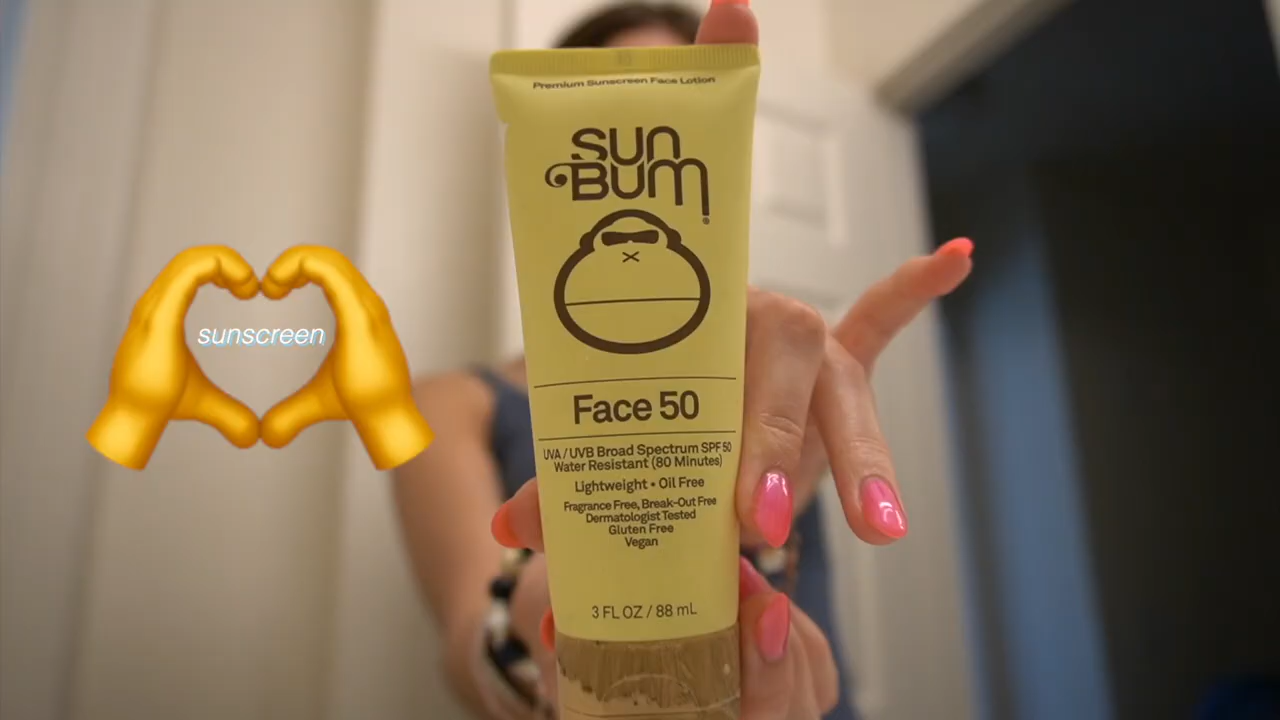 Premium Sunscreen Face Lotion
SUN
BUM®
Face 50
UVA / UVB Broad Spectrum SPF 50
Water Resistant (80 Minutes)
Lightweight • Oil Free
Fragrance Free, Break-Out Free
Dermatologist Tested
Gluten Free
Vegan
3 FL OZ / 88 mL
sunscreen